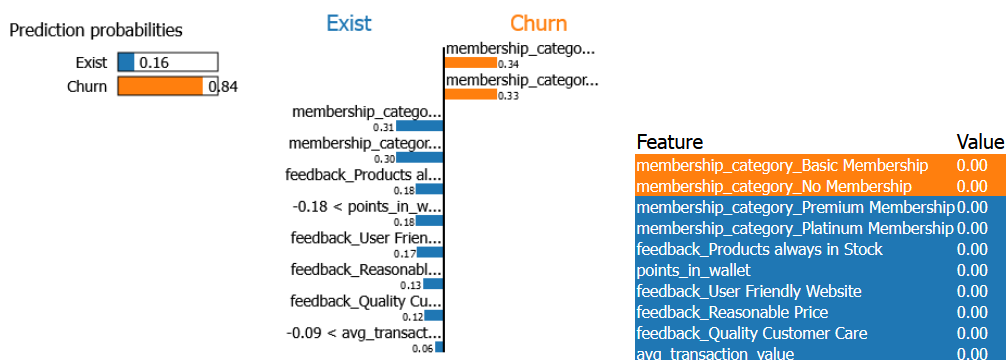 Prediction probabilities
Exist 0.16
Churn 0.84
Exist Churn
membership_catego...
0.34
membership_categor...
0.33
membership_catego...
0.31
membership_categor...
0.30
feedback_Products al...
0.18
-0.18 < points_in_w...
0.18
feedback_User Frien...
0.17
feedback_Reasonabl...
0.13
feedback_Quality Cu...
0.12
-0.09 < avg_transact...
0.06
Feature Value
membership_category_Basic Membership 0.00
membership_category_No Membership 0.00
membership_category_Premium Membership 0.00
membership_category_Platinum Membership 0.00
feedback_Products always in Stock 0.00
points_in_wallet 0.00
feedback_User Friendly Website 0.00
feedback_Reasonable Price 0.00
feedback_Quality Customer Care 0.00
avg_transaction_value 0.00